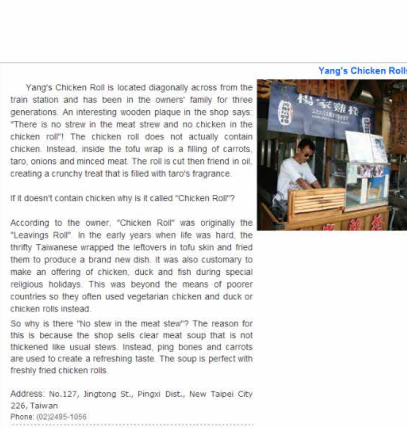 Yang's Chicken Rolls
Yang's Chicken Roll is located diagonally across from the
train station and has been in the owners' family for three
generations. An interesting wooden plaque in the shop says:
"There is no strew in the meat strew and no chicken in the
chicken roll"! The chicken roll does not actually contain
chicken. Instead, inside the tofu wrap is a filling of carrots,
taro, onions and minced meat. The roll is cut then friend in oil,
creating a crunchy treat that is filled with taro's fragrance.
If it doesn't contain chicken why is it called "Chicken Roll"?
According to the owner, "Chicken Roll" was originally the
"Leavings Roll". In the early years when life was hard, the
thrifty Taiwanese wrapped the leftovers in tofu skin and fried
them to produce a brand new dish. It was also customary to
make an offering of chicken, duck and fish during special
religious holidays. This was beyond the means of poorer
countries so they often used vegetarian chicken and duck or
chicken rolls instead.
So why is there "No stew in the meat stew"? The reason for
this is because the shop sells clear meat soup that is not
thickened like usual stews. Instead, ping bones and carrots
are used to create a refreshing taste. The soup is perfect with
freshly fried chicken rolls.
Address: No.127, Jingtong St., Pingxi Dist., New Taipei City
226, Taiwan
Phone: (02)2495-1056
楊家雞捲